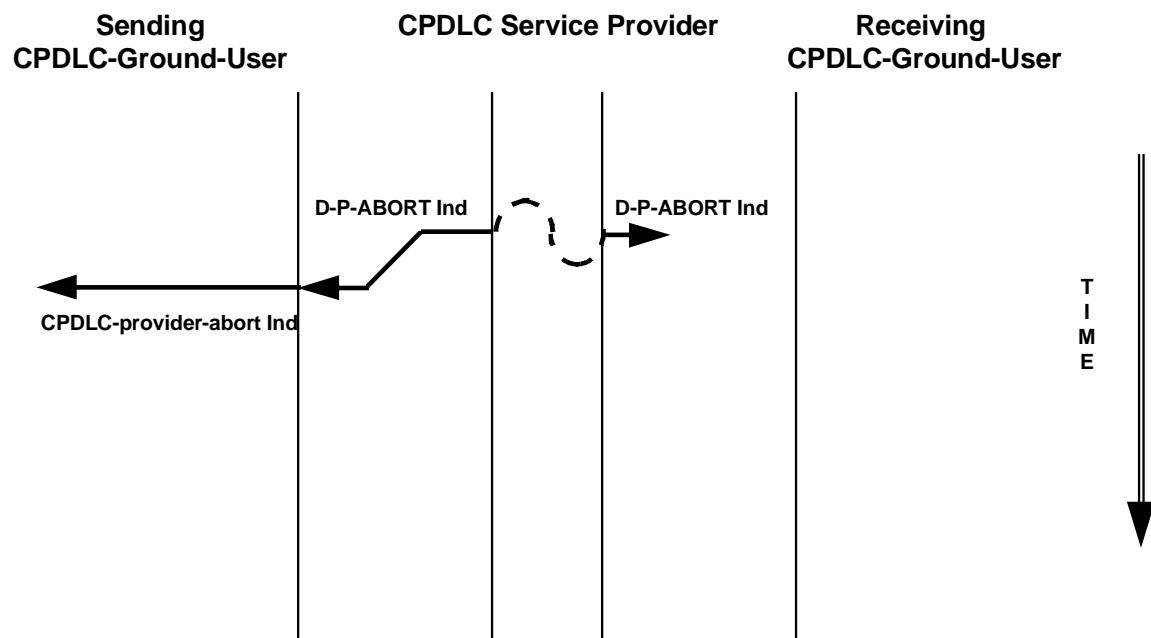 Sending
CPDLC-Ground-User
CPDLC Service Provider
Receiving
CPDLC-Ground-User
D-P-ABORT Ind
D-P-ABORT Ind
CPDLC-provider-abort Ind
T
I
M
E